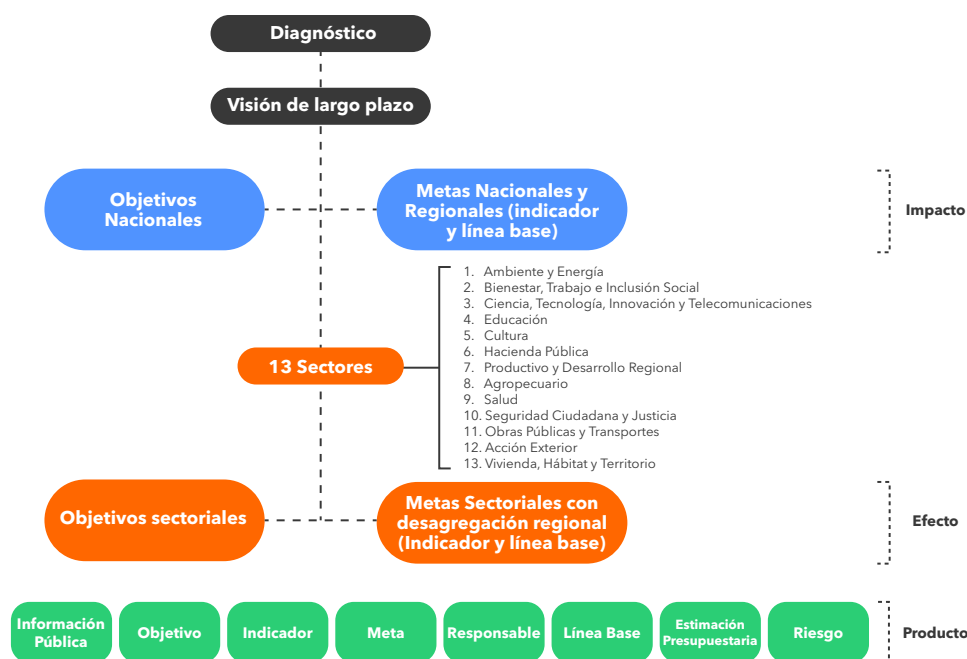 Diagnóstico
Visión de largo plazo
Objetivos
Nacionales
Metas Nacionales y
Regionales (indicador
y línea base)
Impacto
1. Ambiente y Energía
2. Bienestar, Trabajo e Inclusión Social
3. Ciencia, Tecnología, Innovación y Telecomunicaciones
4. Educación
5. Cultura
6. Hacienda Pública
7. Productivo y Desarrollo Regional
8. Agropecuario
9. Salud
10. Seguridad Ciudadana y Justicia
11. Obras Públicas y Transportes
12. Acción Exterior
13. Vivienda, Hábitat y Territorio
13 Sectores
Objetivos sectoriales
Metas Sectoriales con
desagregación regional
(Indicador y línea base)
Efecto
Información
Pública
Objetivo
Indicador
Meta
Responsable
Línea Base
Estimación
Presupuestaria
Riesgo
Producto